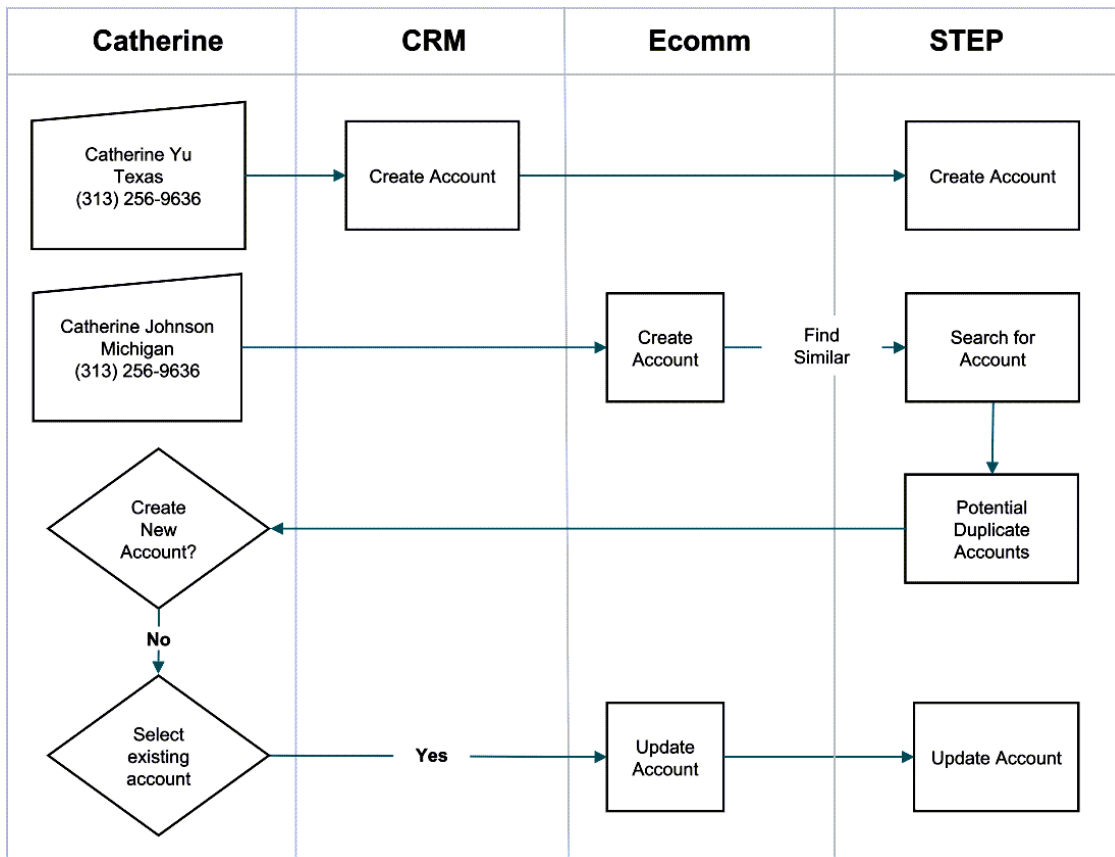 Catherine
CRM
Ecomm
STEP
Catherine Yu
Texas
(313) 256-9636
Create Account
Create Account
Catherine Johnson
Michigan
(313) 256-9636
Create
Account
Find
Similar
Search for
Account
Create
New
Account?
Potential
Duplicate
Accounts
No
Select
existing
account
Yes
Update
Account
Update Account